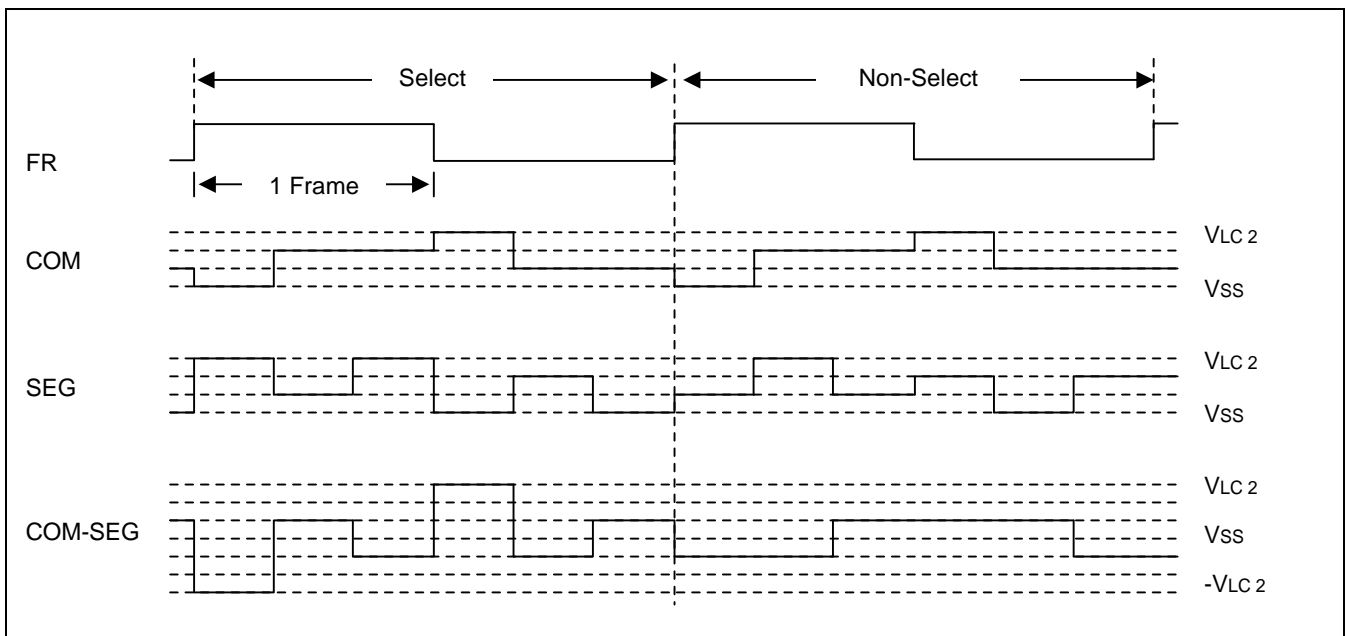 Select
Non-Select
FR
1 Frame
COM
VLC 2
VSS
SEG
VLC 2
VSS
COM-SEG
VLC 2
VSS
-VLC 2